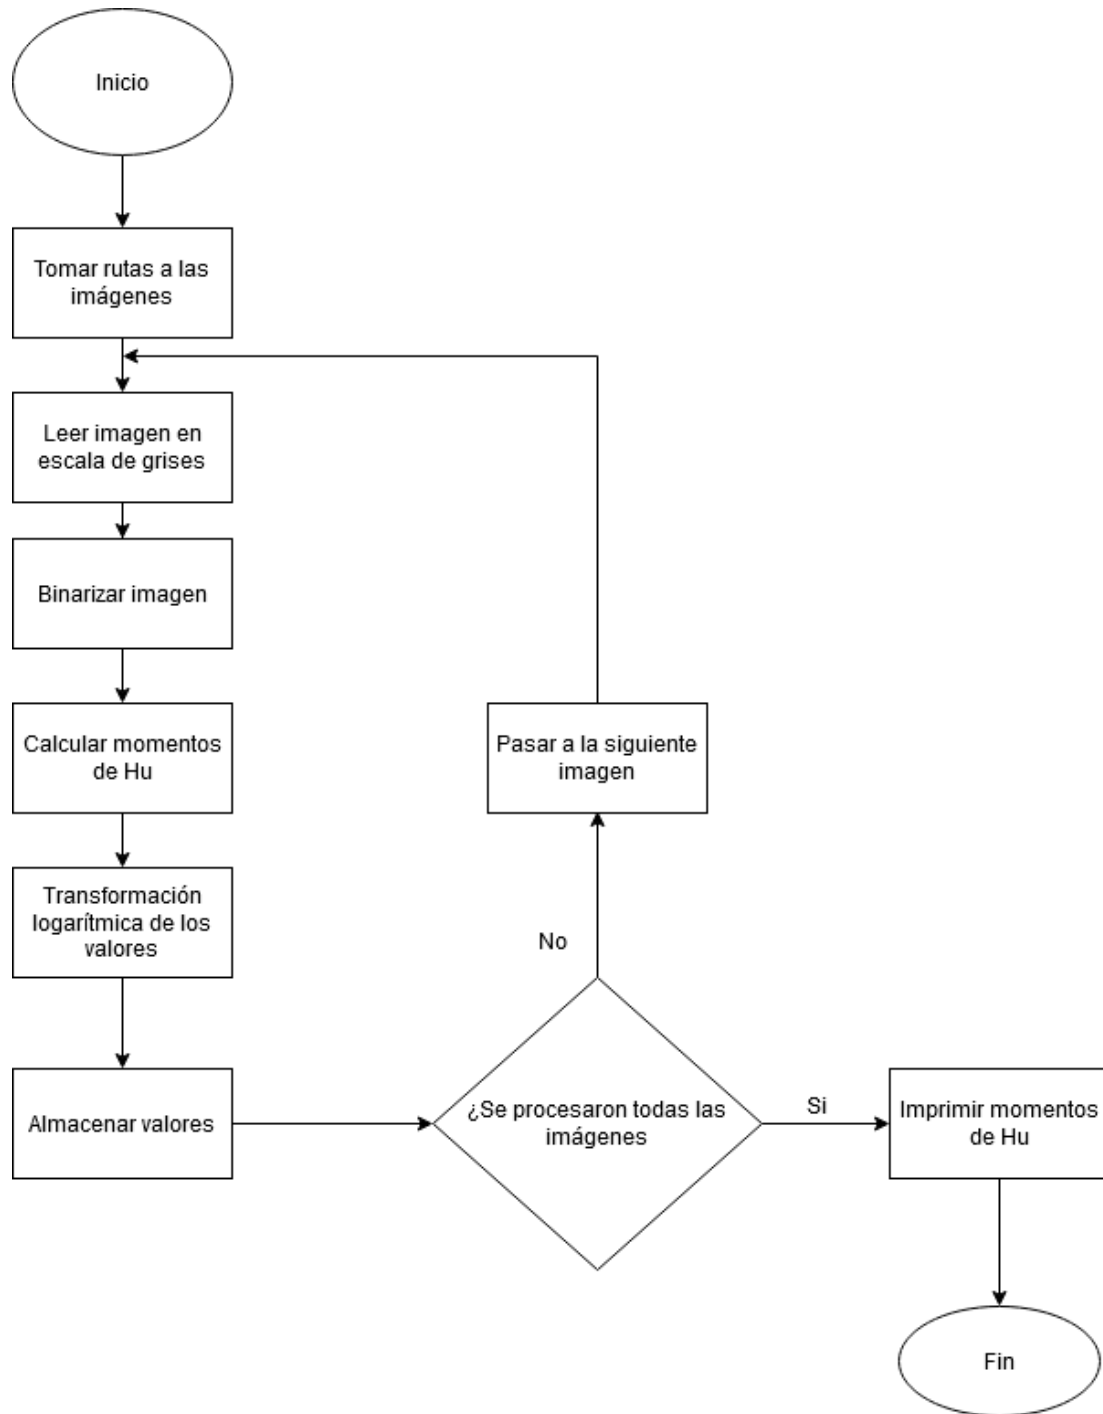 Inicio
Tomar rutas a las
imágenes
Leer imagen en
escala de grises
Binarizar imagen
Calcular momentos
de Hu
Transformación
logarítmica de los
valores
Almacenar valores
¿Se procesaron todas las
imágenes
No
Pasar a la siguiente
imagen
Si
Imprimir momentos
de Hu
Fin